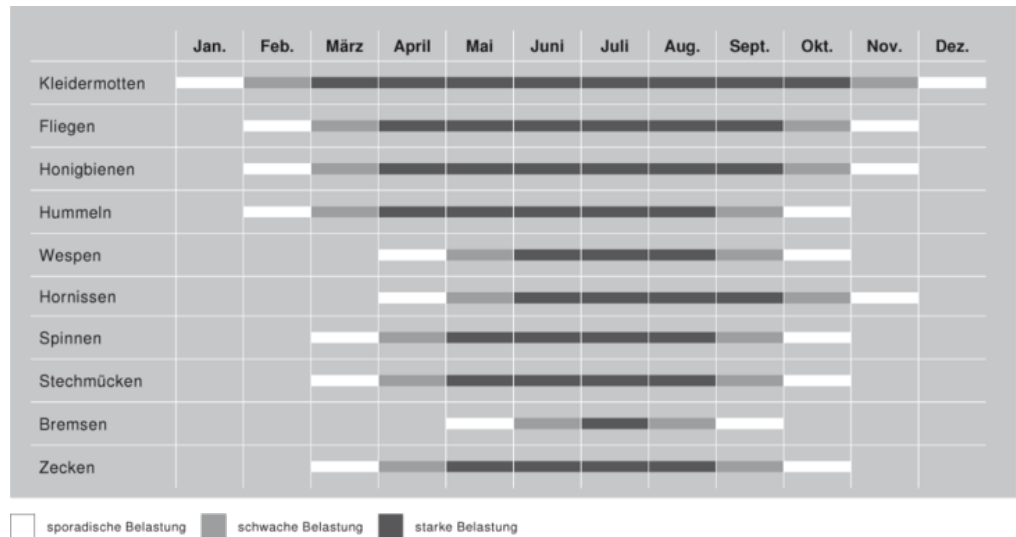 Jan. Feb. März April Mai Juni Juli Aug. Sept. Okt. Nov. Dez.
Kleidermotten
Fliegen
Honigbienen
Hummeln
Wespen
Hornissen
Spinnen
Stechmücken
Bremsen
Zecken
sporadische Belastung schwache Belastung starke Belastung